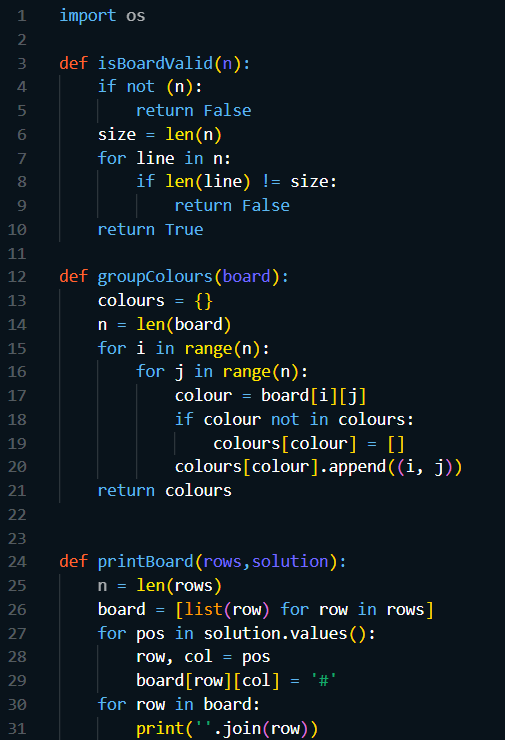 1 import os
2
3 def isBoardValid(n):
4     if not (n):
5         return False
6     size = len(n)
7     for line in n:
8         if len(line) != size:
9             return False
10     return True
11
12 def groupColours(board):
13     colours = {}
14     n = len(board)
15     for i in range(n):
16         for j in range(n):
17             colour = board[i][j]
18             if colour not in colours:
19                 colours[colour] = []
20             colours[colour].append((i, j))
21     return colours
22
23
24 def printBoard(rows,solution):
25     n = len(rows)
26     board = [list(row) for row in rows]
27     for pos in solution.values():
28         row, col = pos
29         board[row][col] = '#'
30     for row in board:
31         print(''.join(row))